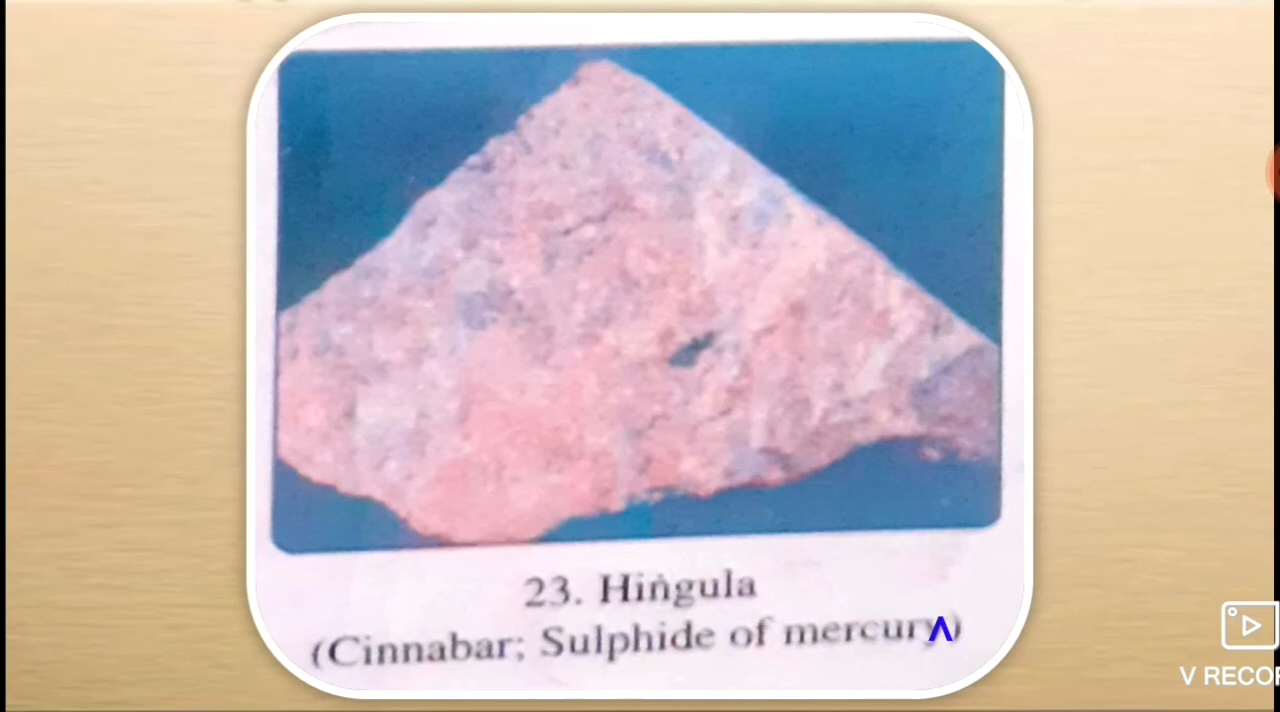 23. Hiṅgula
(Cinnabar; Sulphide of mercury)
V RECOR